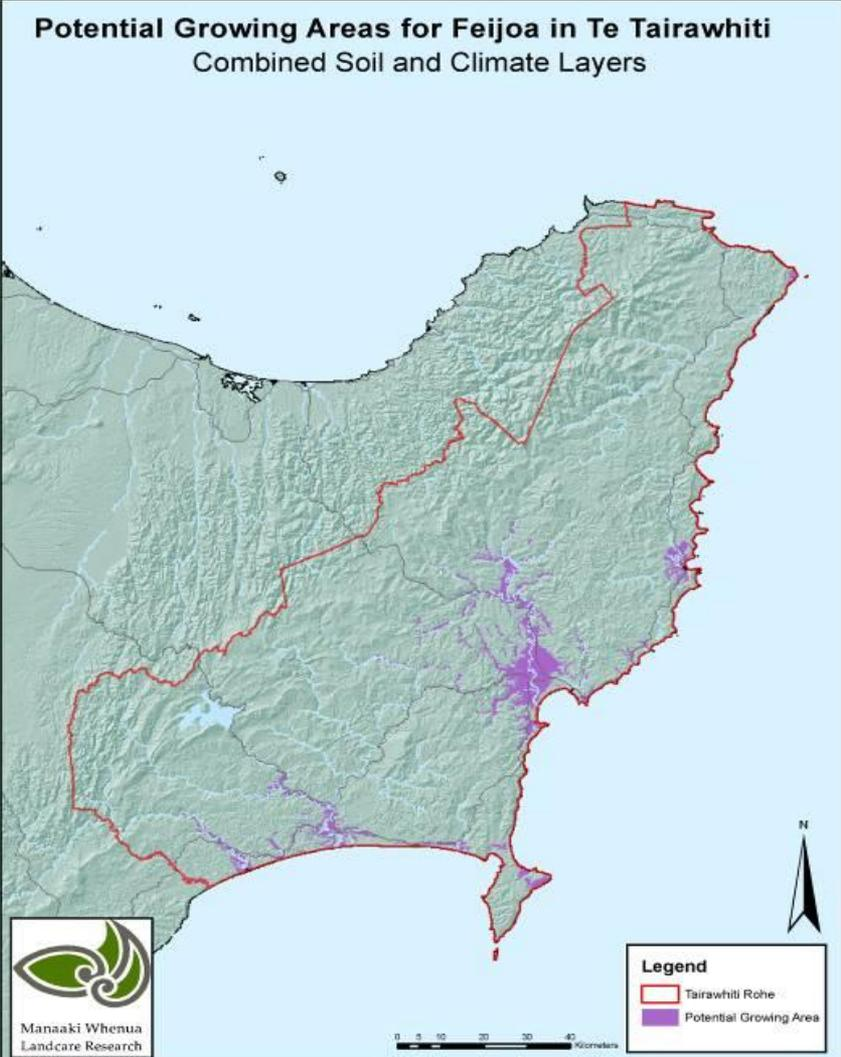 Potential Growing Areas for Feijoa in Te Tairawhiti
Combined Soil and Climate Layers
N
Legend
Tairawhiti Rohe
Potential Growing Area
Manaaki Whenua
Landcare Research
0 5 10 20 30 40
Kilometers